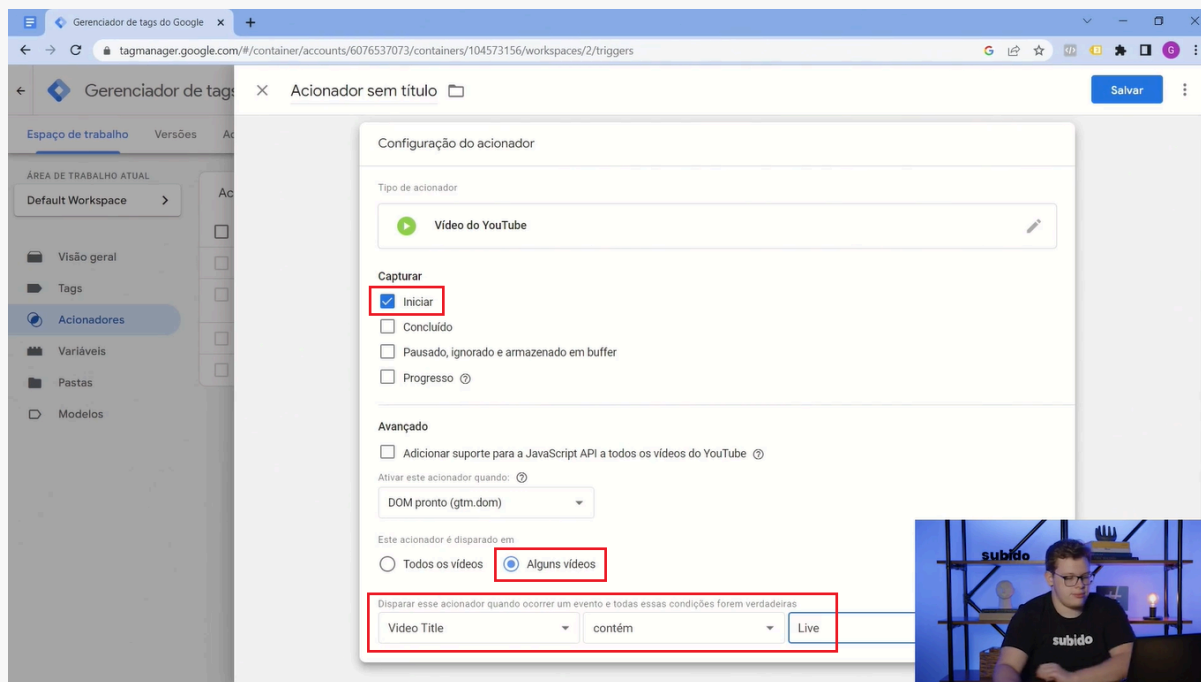 Gerenciador de tags do Google
tagmanager.google.com/#/container/accounts/6076537073/containers/104573156/workspaces/2/triggers
G
G
Gerenciador de tags
Acionador sem título
Salvar
Espaço de trabalho
Versões
Ac
Configuração do acionador
ÁREA DE TRABALHO ATUAL
Default Workspace
Ac
Tipo de acionador
Vídeo do YouTube
Visão geral
Tags
Acionadores
Variáveis
Pastas
Modelos
Capturar
Iniciar
Concluído
Pausado, ignorado e armazenado em buffer
Progresso
Avançado
Adicionar suporte para a JavaScript API a todos os vídeos do YouTube
Ativar este acionador quando:
DOM pronto (gtm.dom)
Este acionador é disparado em
Todos os vídeos
Alguns vídeos
Disparar esse acionador quando ocorrer um evento e todas essas condições forem verdadeiras
Video Title
contém
Live
subido
subido